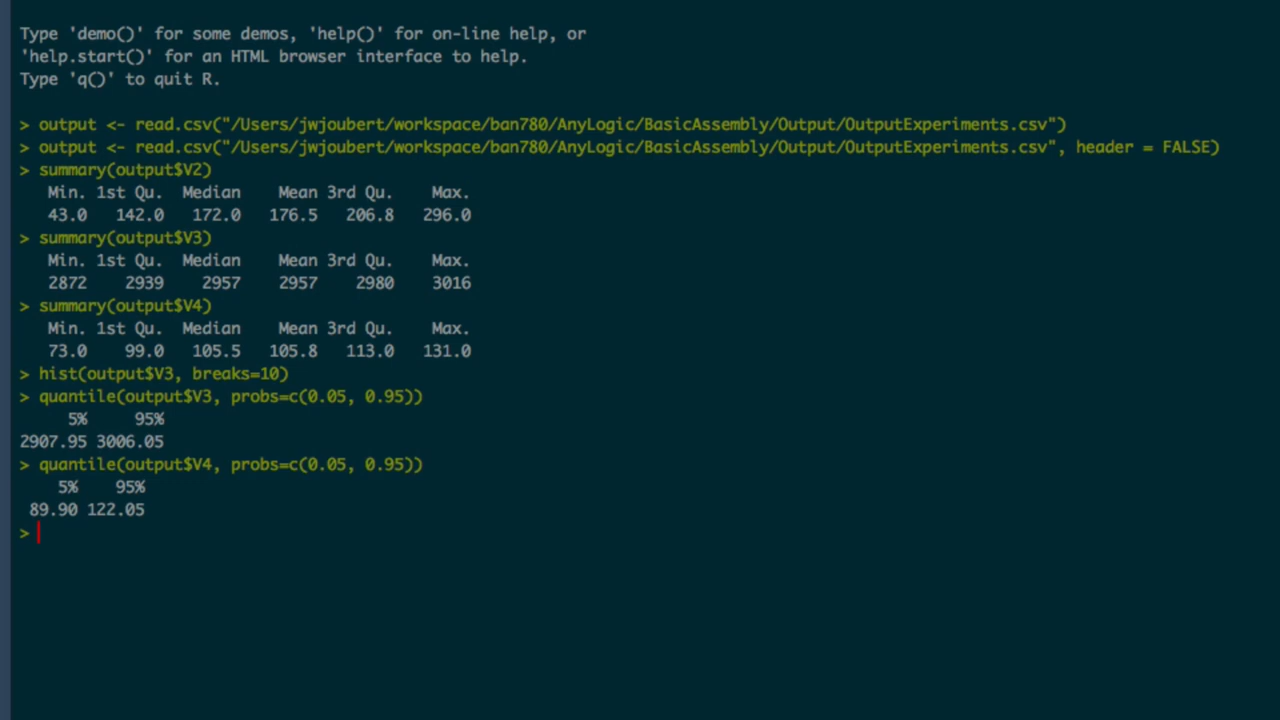 Type 'demo()' for some demos, 'help()' for on-line help, or
'help.start()' for an HTML browser interface to help.
Type 'q()' to quit R.
> output <- read.csv("/Users/jwjoubert/workspace/ban780/AnyLogic/BasicAssembly/Output/OutputExperiments.csv")
> output <- read.csv("/Users/jwjoubert/workspace/ban780/AnyLogic/BasicAssembly/Output/OutputExperiments.csv", header = FALSE)
> summary(output$V2)
Min. 1st Qu. Median Mean 3rd Qu. Max.
43.0 142.0 172.0 176.5 206.8 296.0
> summary(output$V3)
Min. 1st Qu. Median Mean 3rd Qu. Max.
2872 2939 2957 2957 2980 3016
> summary(output$V4)
Min. 1st Qu. Median Mean 3rd Qu. Max.
73.0 99.0 105.5 105.8 113.0 131.0
> hist(output$V3, breaks=10)
> quantile(output$V3, probs=c(0.05, 0.95))
5% 95%
2907.95 3006.05
> quantile(output$V4, probs=c(0.05, 0.95))
5% 95%
89.90 122.05
>